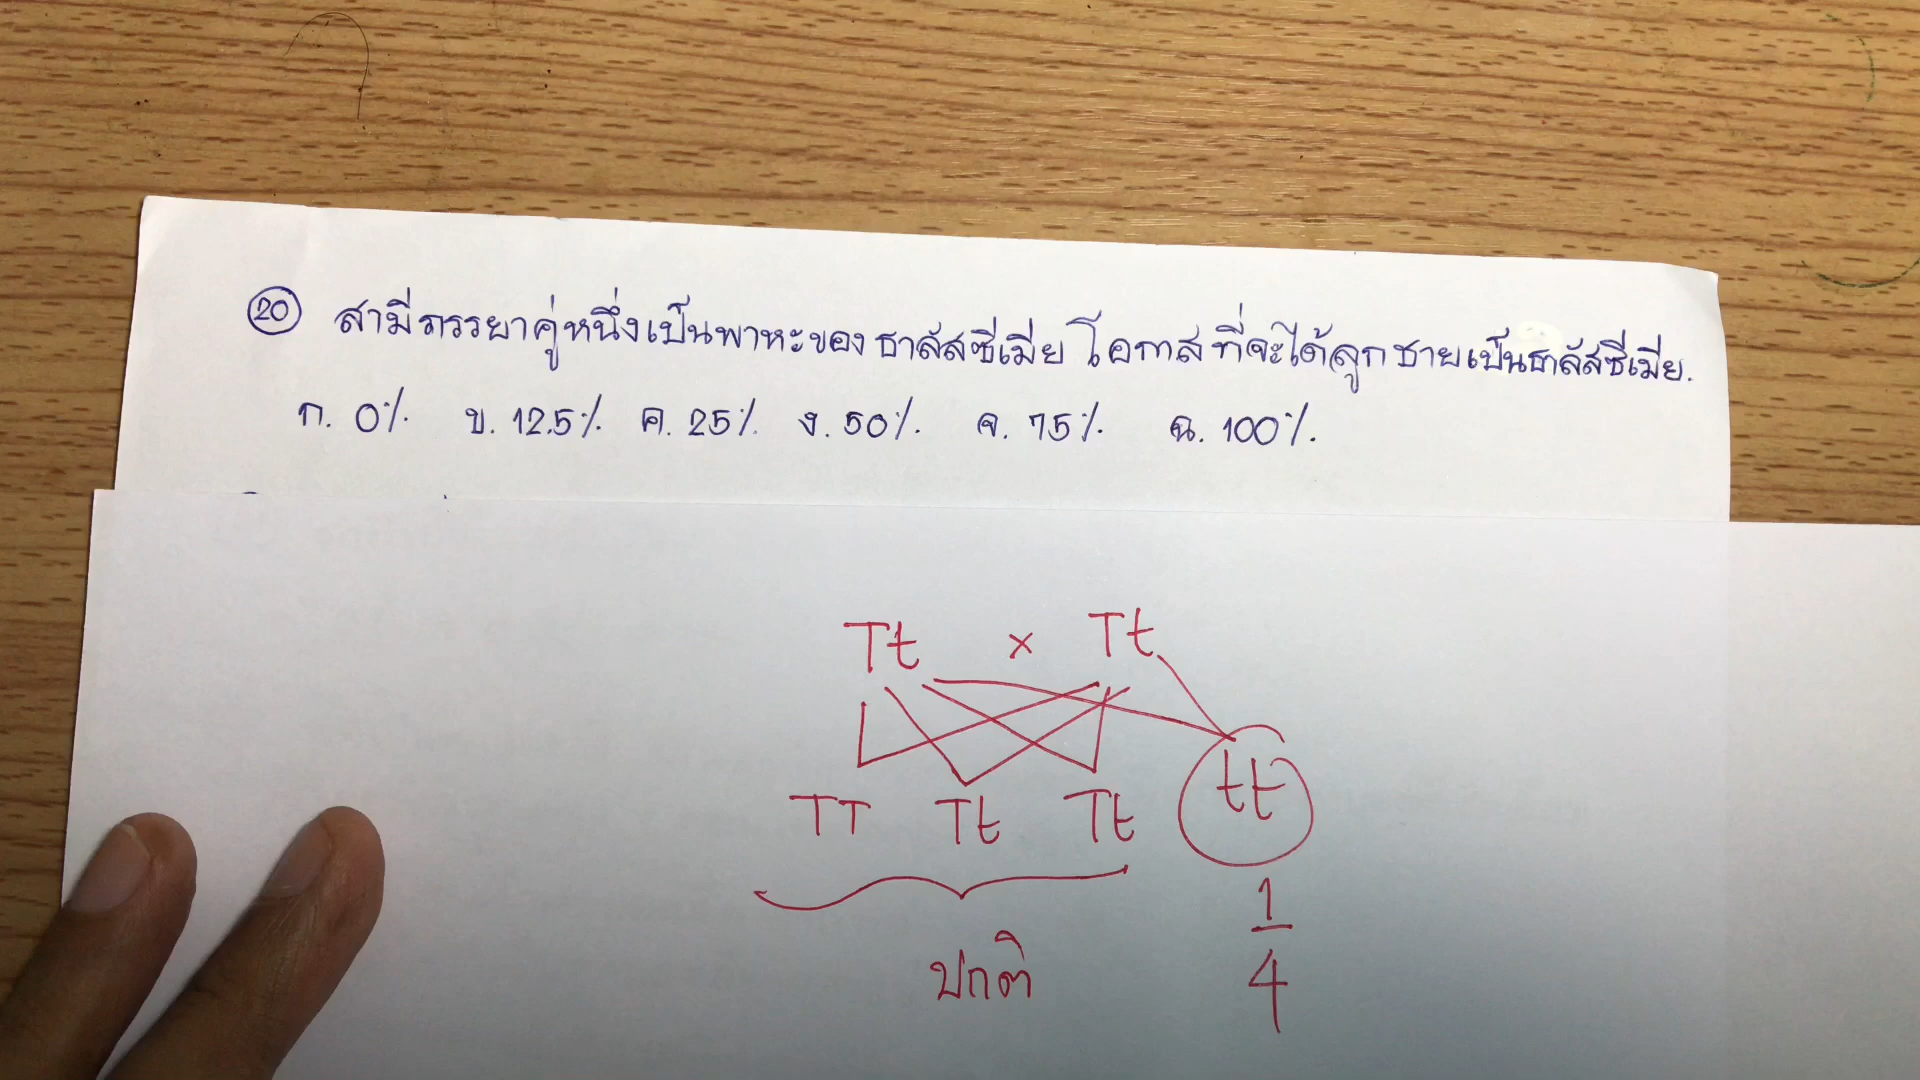 20 สามีภรรยาคู่หนึ่งเป็นพาหะของธาลัสซีเมีย โอกาสที่จะได้ลูกชายเป็นธาลัสซีเมีย.
ก. 0% ข. 12.5% ค. 25% ง. 50% จ. 75% ฉ. 100%
Tt × Tt
TT Tt Tt tt
ปกติ
1
4